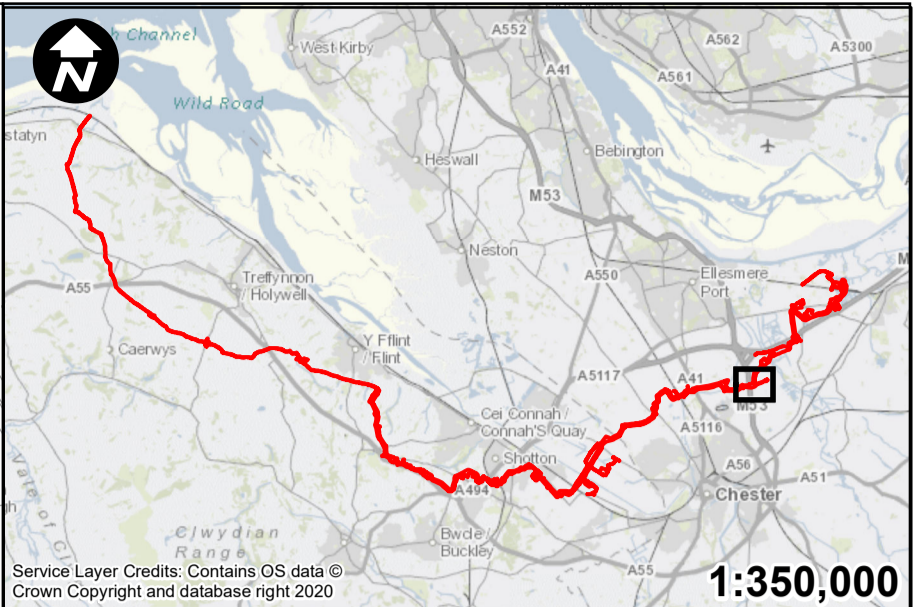 N
Channel
West Kirby
A552
A562
A5300
A41
A561
Wild Road
Heswall
Bebington
M53
Neston
A55
Treffynnon
/ Holywell
A550
Ellesmere
Port
M
Caerwys
Y Fflint
/ Flint
A5117
A41
M53
Cei Connah /
Connah'S Quay
A5116
Shotton
A56
A51
A494
Chester
Clwydian
Range
Bwcle /
Buckley
A55
Service Layer Credits: Contains OS data ©
Crown Copyright and database right 2020
1:350,000